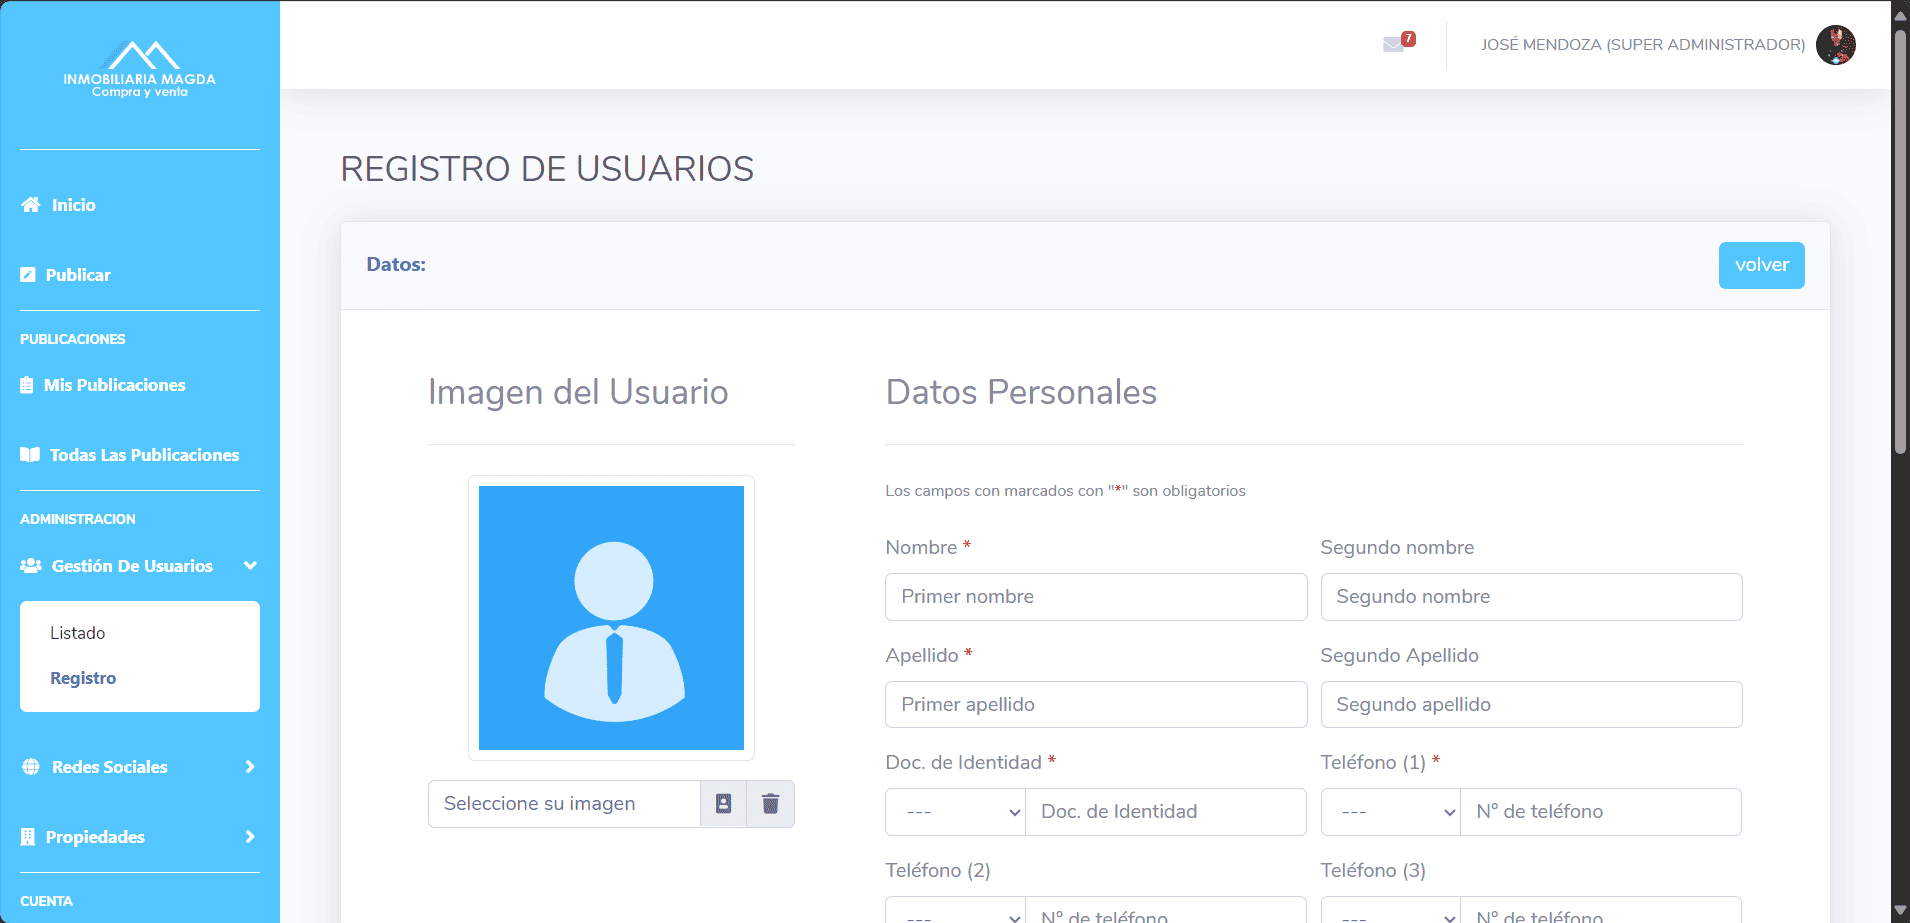 INMOBILIARIA MAGDA
Compra y venta
Inicio
Publicar
PUBLICACIONES
Mis Publicaciones
Todas Las Publicaciones
ADMINISTRACION
Gestión De Usuarios
Listado
Registro
Redes Sociales
Propiedades
CUENTA
7
JOSÉ MENDOZA (SUPER ADMINISTRADOR)
REGISTRO DE USUARIOS
Datos:
volver
Imagen del Usuario
Seleccione su imagen
Datos Personales
Los campos con marcados con "*" son obligatorios
Nombre *
Segundo nombre
Primer nombre
Segundo nombre
Apellido *
Segundo Apellido
Primer apellido
Segundo apellido
Doc. de Identidad *
Teléfono (1) *
--- Doc. de Identidad
--- N° de teléfono
Teléfono (2)
Teléfono (3)
--- N° de teléfono
--- N° de teléfono